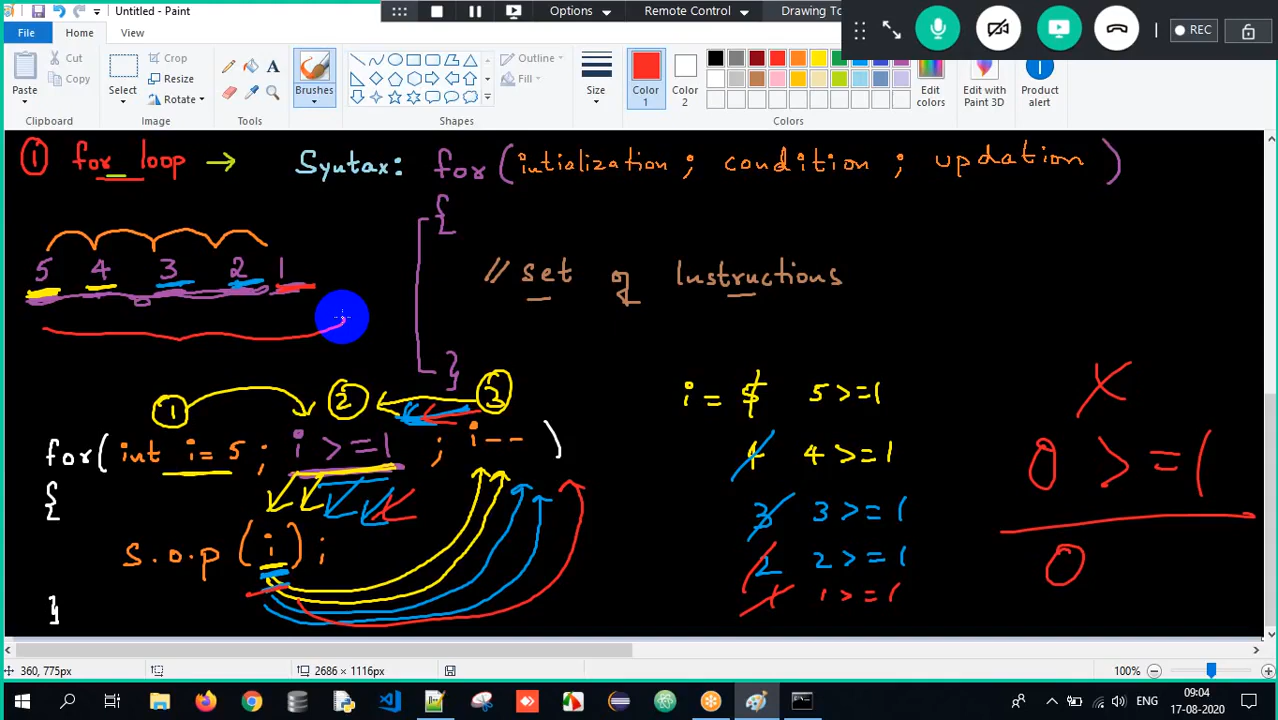 Untitled - Paint
Options
Remote Control
Drawing To
REC
File
Home
View
Paste
Cut
Copy
Select
Crop
Resize
Rotate
Brushes
Outline
Fill
Size
Color 1
Color 2
Edit colors
Edit with Paint 3D
Product alert
Clipboard
Image
Tools
Shapes
Colors
① for loop → Syntax: for(intialization ; condition ; updation )
{
5 4 3 2 1
// set of Instructions
}
① ② ③
for( int i=5 ; i >=1 ; i-- )
{
s.o.p (i);
}
i = 5 5>=1
4 4>=1
3 3>=1
2 2>=1
1 1>=1
x
0 >=1
0
360, 775px
2686 × 1116px
100%
ENG
09:04
17-08-2020